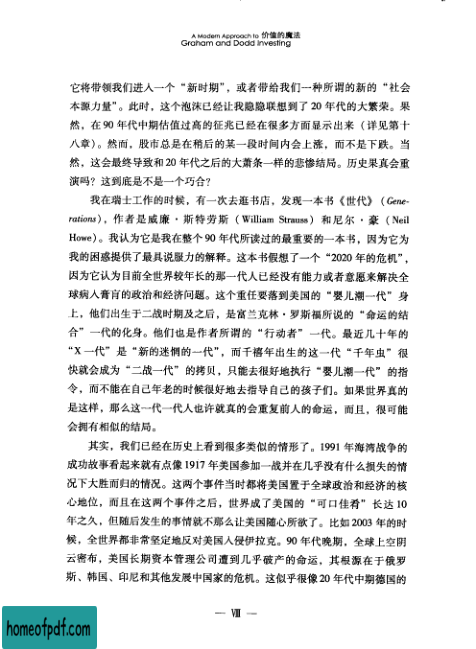 A Modern Approach to 价值的魔法
Graham and Dodd Investing
它将带领我们进入一个“新时期”，或者带给我们一种所谓的新的“社会
本源力量”。此时，这个泡沫已经让我隐隐联想到了 20 年代的大繁荣。果
然，在 90 年代中期估值过高的征兆已经在很多方面显示出来（详见第十
八章）。然而，股市总是在稍后的某一段时间内会上涨，而不是下跌。当
然，这会最终导致和 20 年代之后的大萧条一样的悲惨结局。历史果真会重
演吗？这到底是不是一个巧合？
我在瑞士工作的时候，有一次去逛书店，发现一本书《世代》（Gene-
rations），作者是威廉·斯特劳斯（William Strauss）和尼尔·豪（Neil
Howe）。我认为它是我在整个 90 年代所读过的最重要的一本书，因为它为
我的困惑提供了最具说服力的解释。这本书假想了一个“2020 年的危机”，
因为它认为目前全世界较年长的那一代人已经没有能力或者意愿来解决全
球病入膏肓的政治和经济问题。这个重任要落到美国的“婴儿潮一代”身
上，他们出生于二战时期及之后，是富兰克林·罗斯福所说的“命运的结
合”一代的化身。他们也是作者所谓的“行动者”一代。最近几十年的
“X 一代”是“新的迷惘的一代”，而千禧年出生的这一代“千年虫”很
快就会成为“二战一代”的拷贝，只能去很好地执行“婴儿潮一代”的指
令，而不能在自己年老的时候很好地去指导自己的孩子们。如果世界真的
是这样，那么这一代一代人也许就真的会重复前人的命运，而且，很可能
会拥有相似的结局。
其实，我们已经在历史上看到很多类似的情形了。1991 年海湾战争的
成功故事看起来就有点像 1917 年美国参加一战并在几乎没有什么损失的情
况下大胜而归的情况。这两个事件当时都将美国置于全球政治和经济的核
心地位，而且在这两个事件之后，世界成了美国的“可口佳肴”长达 10
年之久，但随后发生的事情就不那么让美国随心所欲了。比如 2003 年的时
候，全世界都非常坚定地反对美国入侵伊拉克。90 年代晚期，全球上空阴
云密布，美国长期资本管理公司遭到几乎破产的命运，其根源在于俄罗
斯、韩国、印尼和其他发展中国家的危机。这似乎很像 20 年代中期德国的
— Ⅷ —
homeofpdf.com